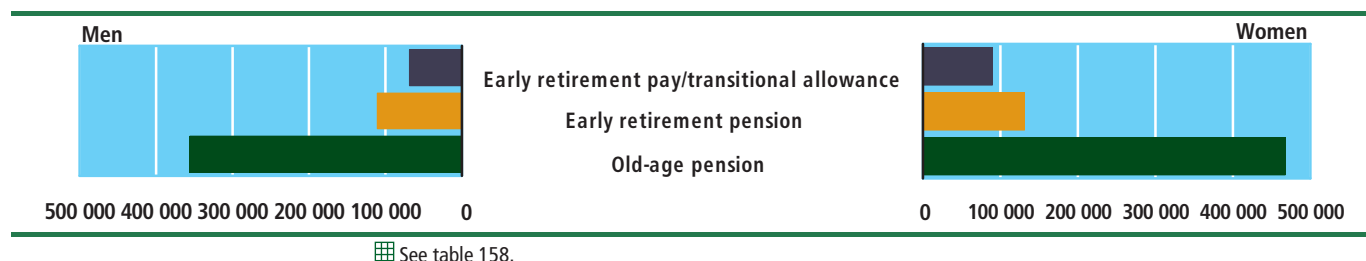 Men
Women
Early retirement pay/transitional allowance
Early retirement pension
Old-age pension
500 000 400 000 300 000 200 000 100 000 0
0 100 000 200 000 300 000 400 000 500 000
See table 158.